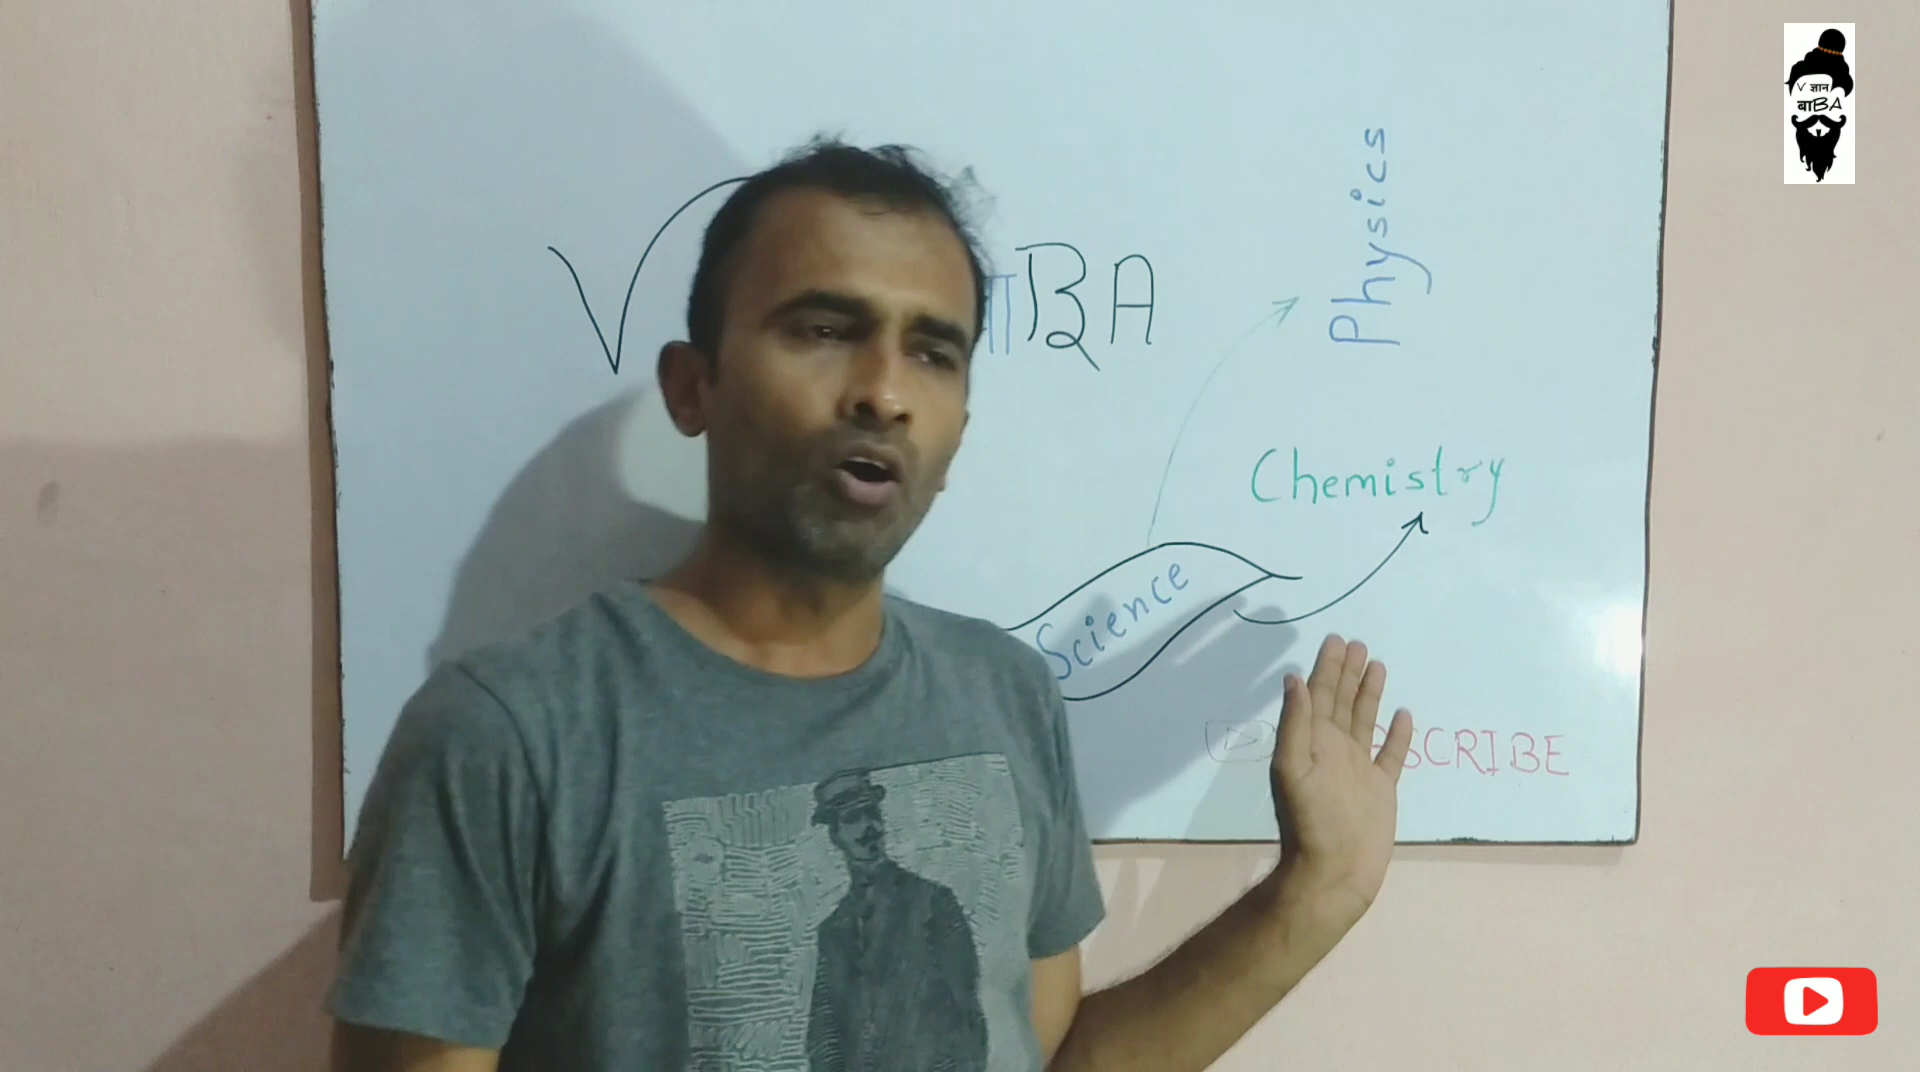 V ज्ञान
बाBA
V
BA
Physics
Chemistry
Science
SCRIBE